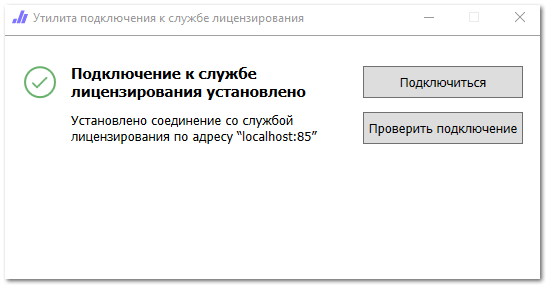 Утилита подключения к службе лицензирования
Подключение к службе
лицензирования установлено
Установлено соединение со службой
лицензирования по адресу “localhost:85”
Подключиться
Проверить подключение